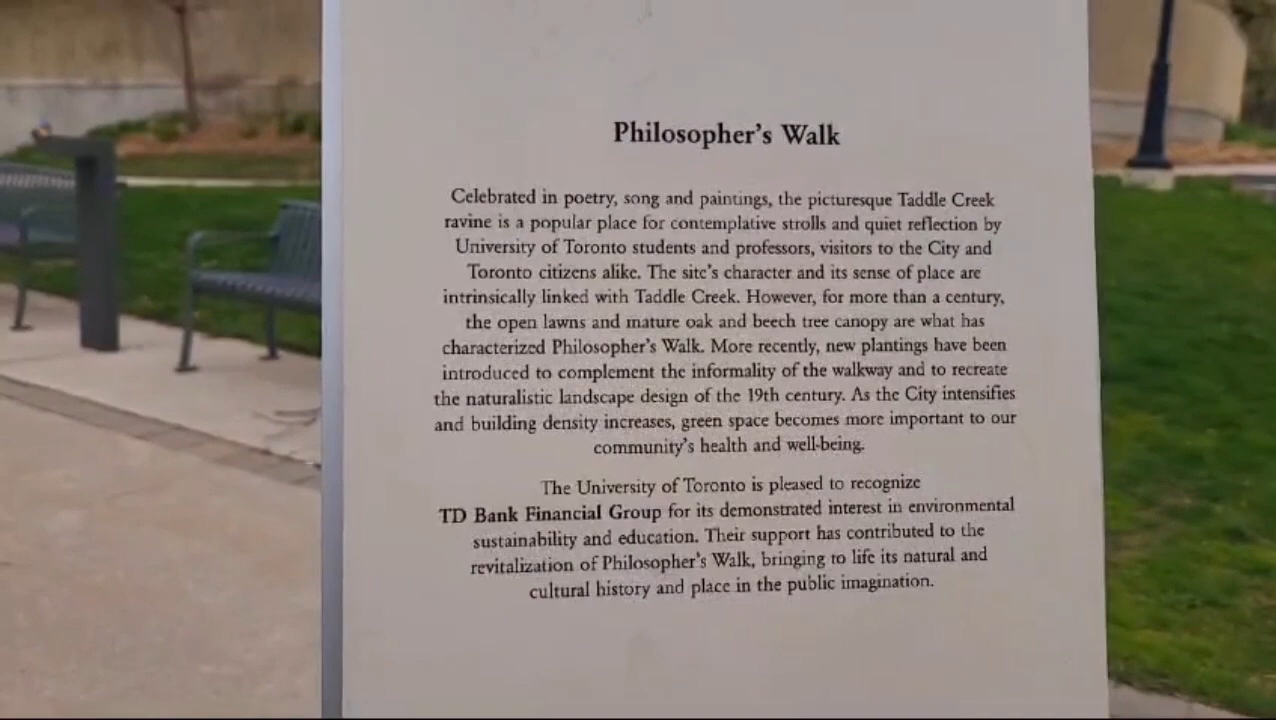 Philosopher's Walk
Celebrated in poetry, song and paintings, the picturesque Taddle Creek
ravine is a popular place for contemplative strolls and quiet reflection by
University of Toronto students and professors, visitors to the City and
Toronto citizens alike. The site's character and its sense of place are
intrinsically linked with Taddle Creek. However, for more than a century,
the open lawns and mature oak and beech tree canopy are what has
characterized Philosopher's Walk. More recently, new plantings have been
introduced to complement the informality of the walkway and to recreate
the naturalistic landscape design of the 19th century. As the City intensifies
and building density increases, green space becomes more important to our
community's health and well-being.
The University of Toronto is pleased to recognize
TD Bank Financial Group for its demonstrated interest in environmental
sustainability and education. Their support has contributed to the
revitalization of Philosopher's Walk, bringing to life its natural and
cultural history and place in the public imagination.